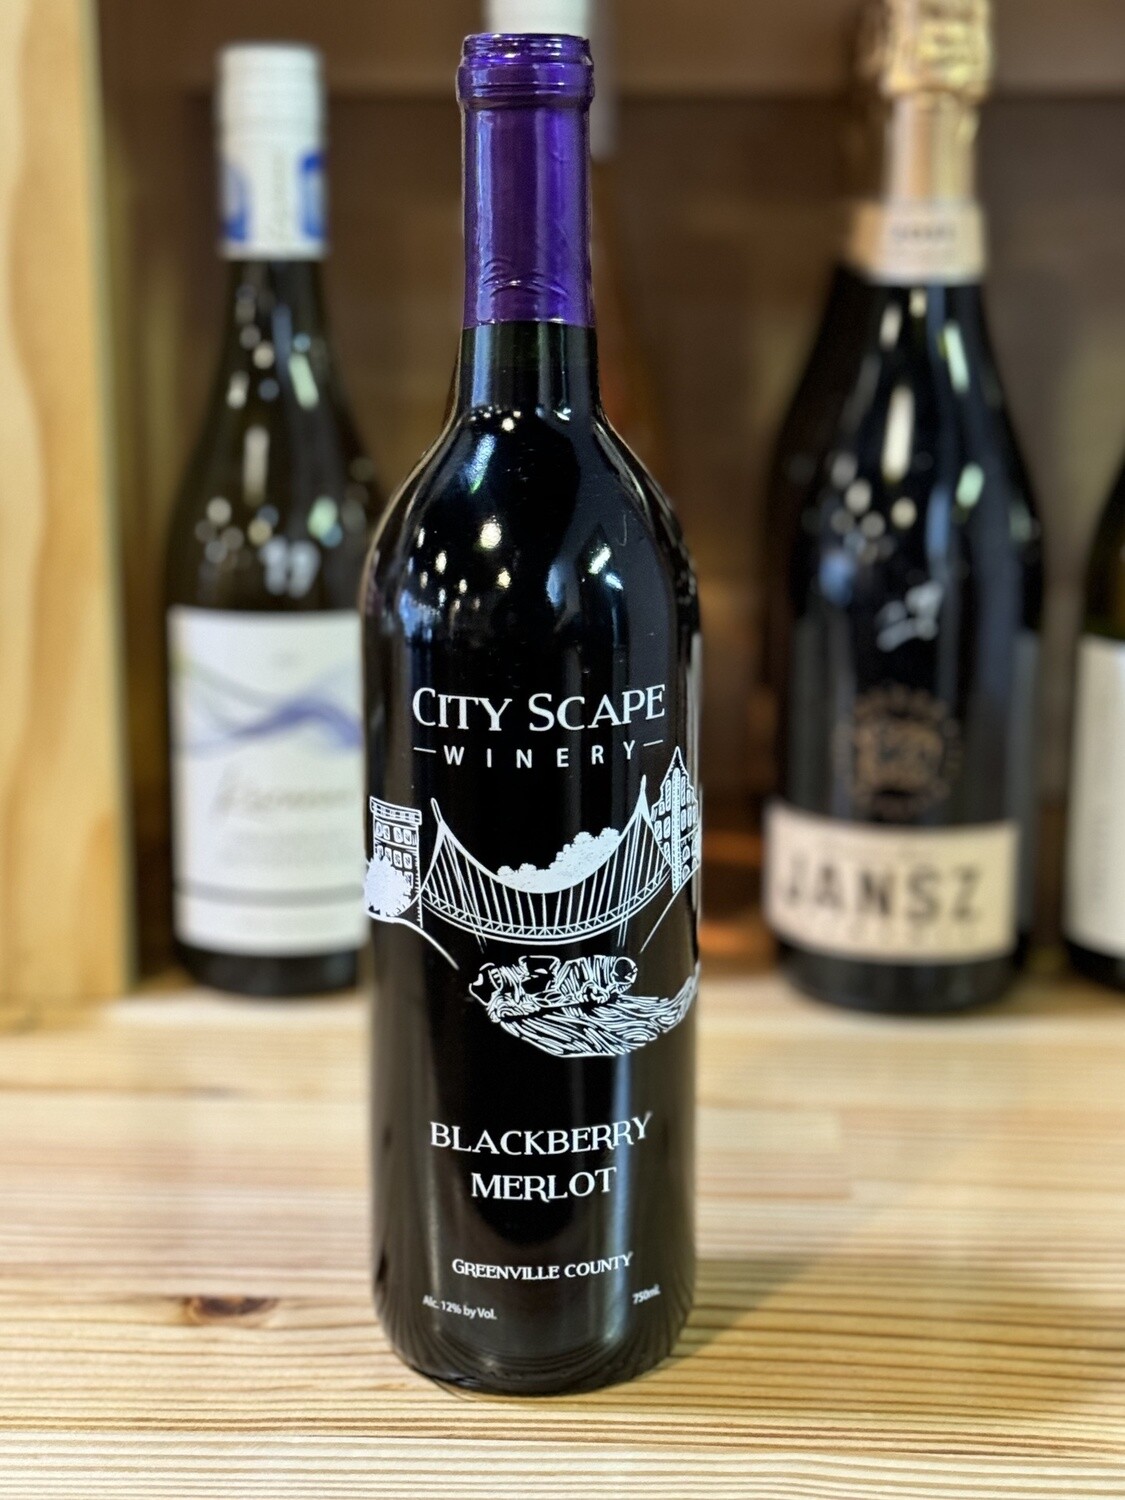 CITY SCAPE
WINERY
BLACKBERRY
MERLOT
GREENVILLE COUNTY
Alc. 12% by Vol.
750mL
JANSZ